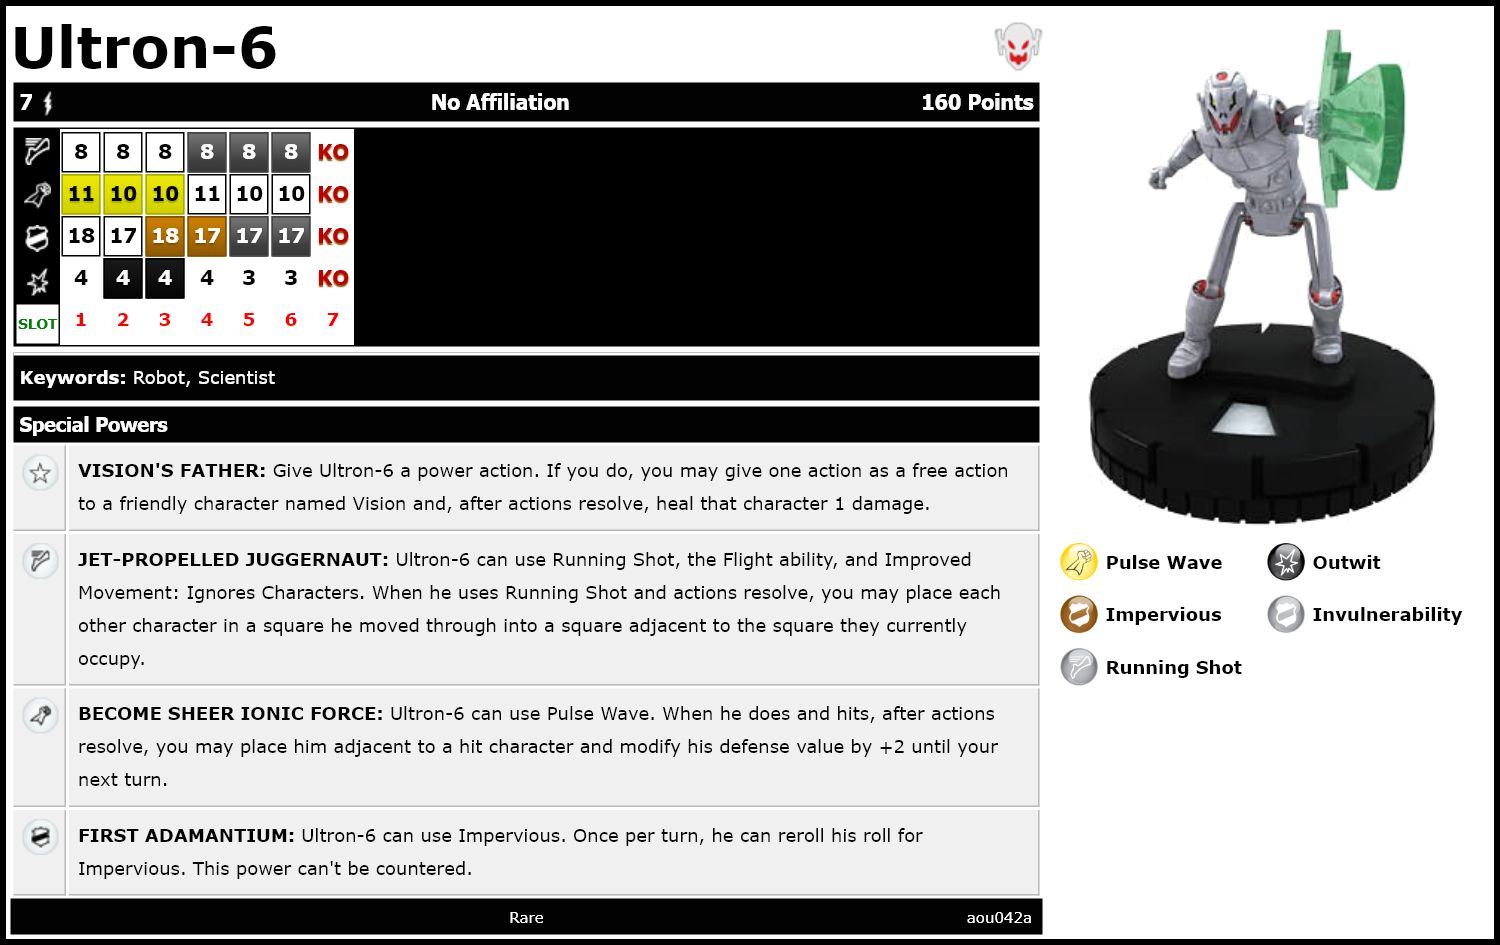 Ultron-6
7 No Affiliation 160 Points
8 8 8 8 8 8 KO
11 10 10 11 10 10 KO
18 17 18 17 17 17 KO
4 4 4 4 3 3 KO
SLOT 1 2 3 4 5 6 7
Keywords: Robot, Scientist
Special Powers
VISION'S FATHER: Give Ultron-6 a power action. If you do, you may give one action as a free action
to a friendly character named Vision and, after actions resolve, heal that character 1 damage.
JET-PROPELLED JUGGERNAUT: Ultron-6 can use Running Shot, the Flight ability, and Improved
Movement: Ignores Characters. When he uses Running Shot and actions resolve, you may place each
other character in a square he moved through into a square adjacent to the square they currently
occupy.
BECOME SHEER IONIC FORCE: Ultron-6 can use Pulse Wave. When he does and hits, after actions
resolve, you may place him adjacent to a hit character and modify his defense value by +2 until your
next turn.
FIRST ADAMANTIUM: Ultron-6 can use Impervious. Once per turn, he can reroll his roll for
Impervious. This power can't be countered.
Rare aou042a
Pulse Wave Outwit
Impervious Invulnerability
Running Shot